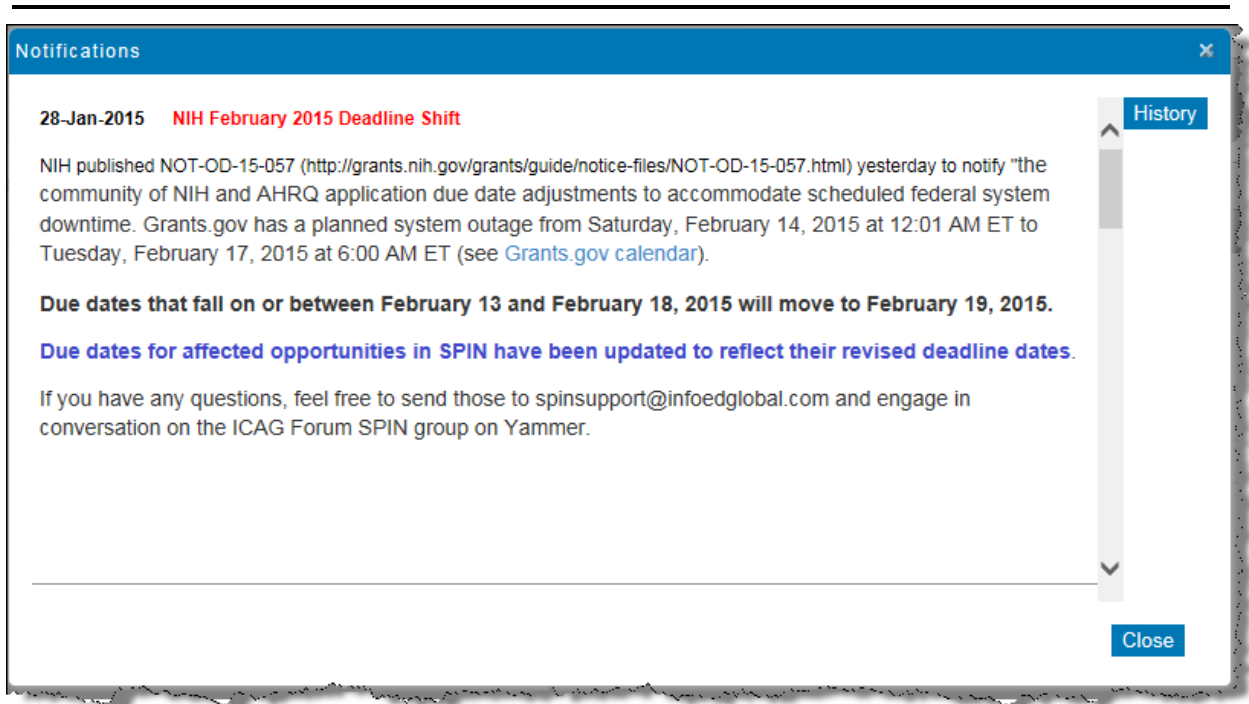 Notifications
×
28-Jan-2015 NIH February 2015 Deadline Shift
History
NIH published NOT-OD-15-057 (http://grants.nih.gov/grants/guide/notice-files/NOT-OD-15-057.html) yesterday to notify "the
community of NIH and AHRQ application due date adjustments to accommodate scheduled federal system
downtime. Grants.gov has a planned system outage from Saturday, February 14, 2015 at 12:01 AM ET to
Tuesday, February 17, 2015 at 6:00 AM ET (see Grants.gov calendar).
Due dates that fall on or between February 13 and February 18, 2015 will move to February 19, 2015.
Due dates for affected opportunities in SPIN have been updated to reflect their revised deadline dates.
If you have any questions, feel free to send those to spinsupport@infoedglobal.com and engage in
conversation on the ICAG Forum SPIN group on Yammer.
Close